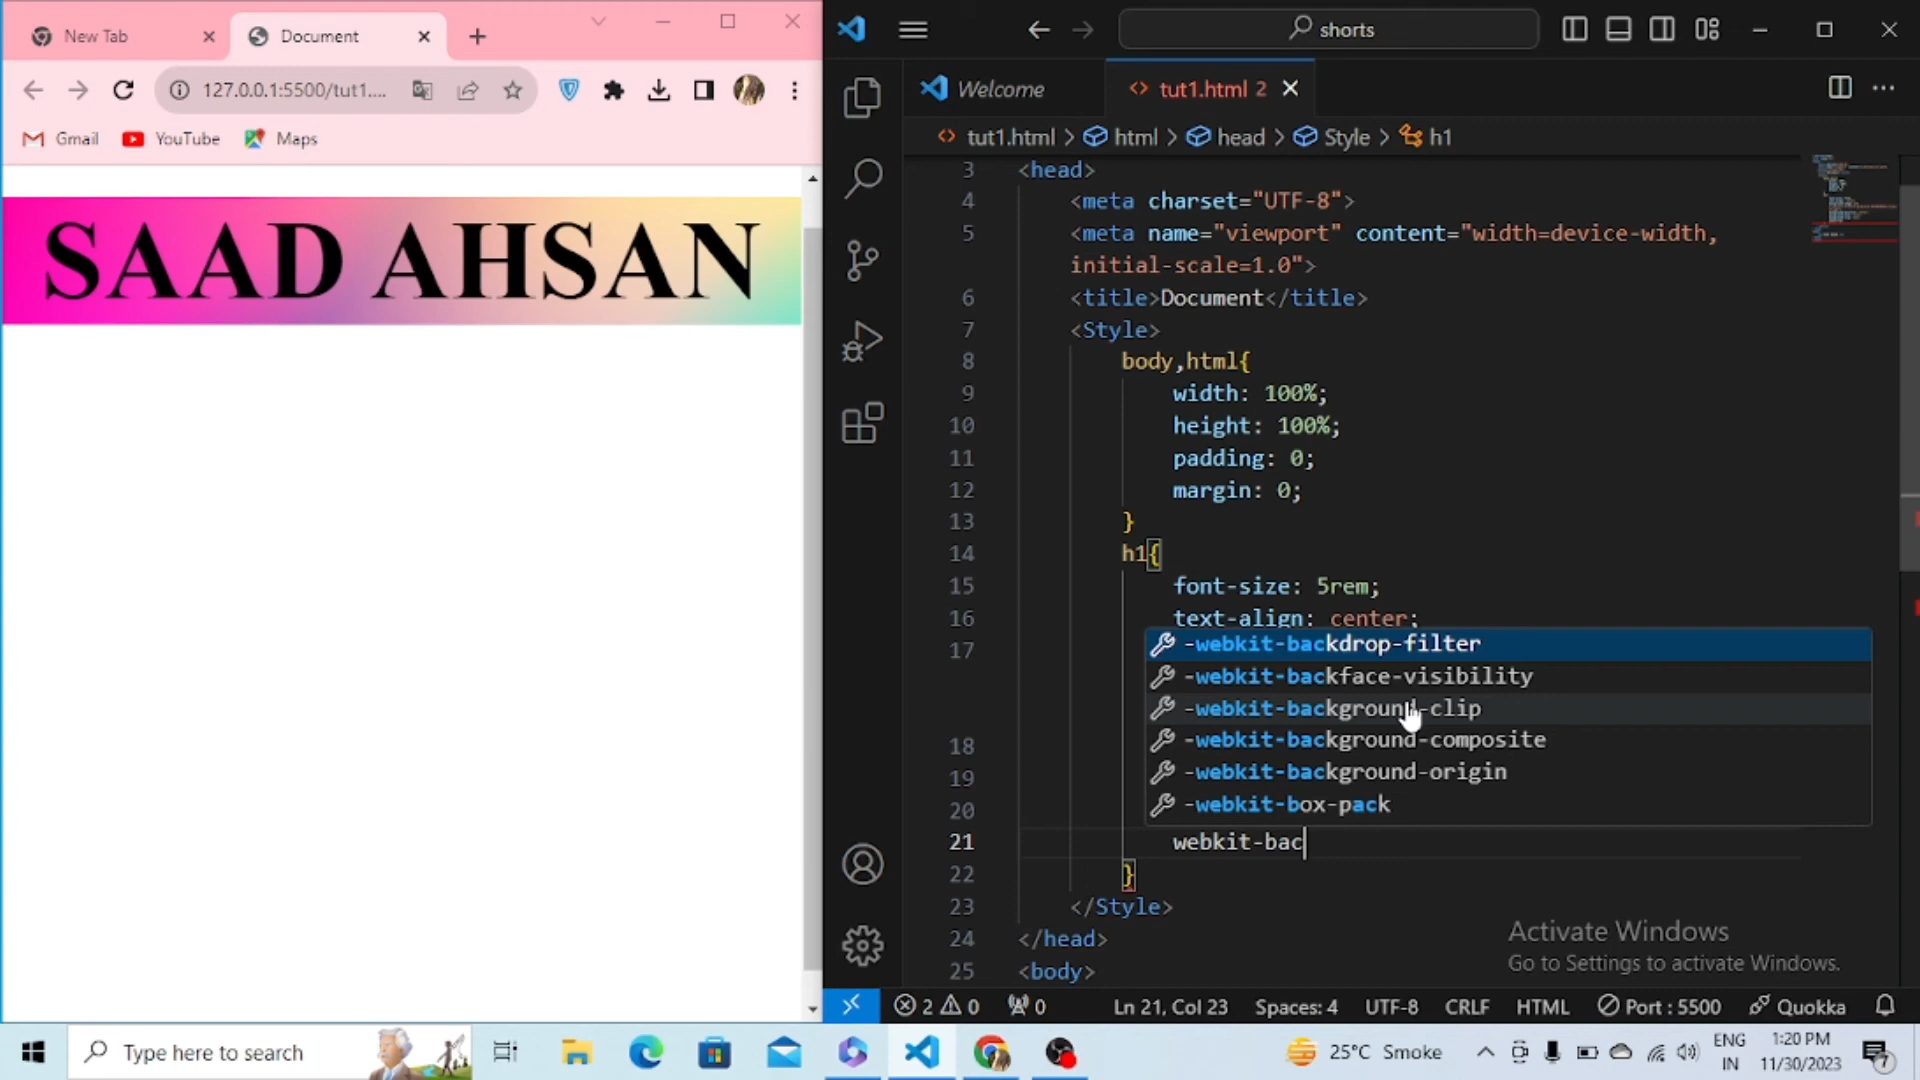 New Tab
Document
127.0.0.1:5500/tut1....
Gmail
YouTube
Maps
SAAD AHSAN
shorts
Welcome
tut1.html 2
tut1.html > html > head > Style > h1
3 <head>
4 <meta charset="UTF-8">
5 <meta name="viewport" content="width=device-width,
initial-scale=1.0">
6 <title>Document</title>
7 <Style>
8 body,html{
9 width: 100%;
10 height: 100%;
11 padding: 0;
12 margin: 0;
13 }
14 h1{
15 font-size: 5rem;
16 text-align: center;
17
-webkit-backdrop-filter
-webkit-backface-visibility
-webkit-background-clip
-webkit-background-composite
-webkit-background-origin
-webkit-box-pack
18
19
20
21 webkit-bac
22 }
23 </Style>
24 </head>
25 <body>
Activate Windows
Go to Settings to activate Windows.
2 0 0 Ln 21, Col 23 Spaces: 4 UTF-8 CRLF HTML Port : 5500 Quokka
Type here to search
25°C Smoke
ENG
IN
1:20 PM
11/30/2023
7